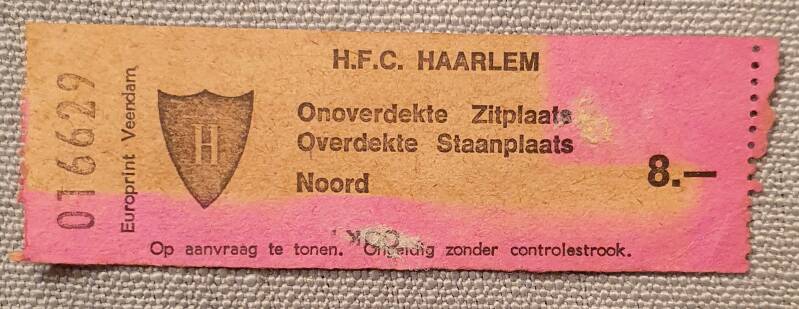 016629
Europrint Veendam
H
H.F.C. HAARLEM
Onoverdekte Zitplaats
Overdekte Staanplaats
Noord
8.—
Op aanvraag te tonen. Ongeldig zonder controlestrook.